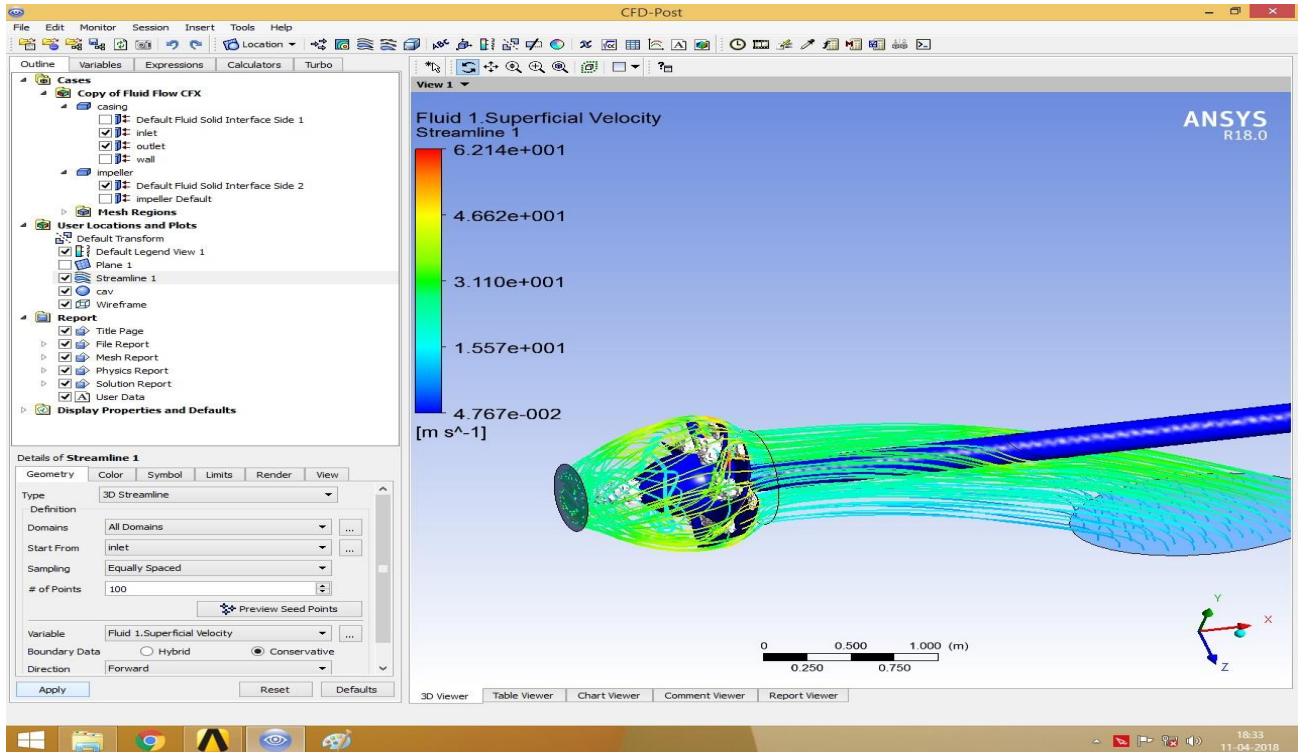 CFD-Post
File Edit Monitor Session Insert Tools Help
Location
Outline Variables Expressions Calculators Turbo
Cases
Copy of Fluid Flow CFX
casing
Default Fluid Solid Interface Side 1
inlet
outlet
wall
impeller
Default Fluid Solid Interface Side 2
impeller Default
Mesh Regions
User Locations and Plots
Default Transform
Default Legend View 1
Plane 1
Streamline 1
cav
Wireframe
Report
Title Page
File Report
Mesh Report
Physics Report
Solution Report
User Data
Display Properties and Defaults
Details of Streamline 1
Geometry Color Symbol Limits Render View
Type 3D Streamline
Definition
Domains All Domains ...
Start From inlet ...
Sampling Equally Spaced
# of Points 100
Preview Seed Points
Variable Fluid 1.Superficial Velocity ...
Boundary Data Hybrid Conservative
Direction Forward
Apply Reset Defaults
View 1
Fluid 1.Superficial Velocity
Streamline 1
6.214e+001
4.662e+001
3.110e+001
1.557e+001
4.767e-002
[m s^-1]
ANSYS
R18.0
Y
X
Z
0 0.500 1.000 (m)
0.250 0.750
3D Viewer Table Viewer Chart Viewer Comment Viewer Report Viewer
18:33
11-04-2018